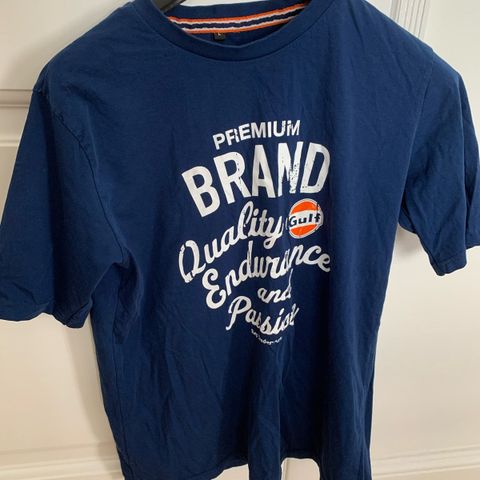 L
PREMIUM
BRAND
Quality Gulf
Endurance
and
Passion